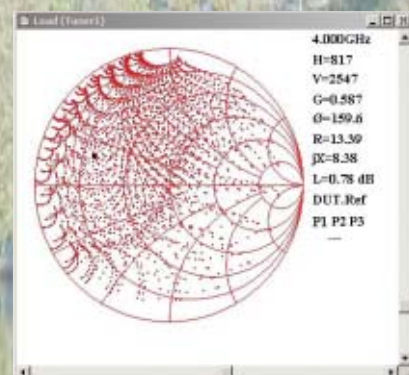 Load (Tuner1)
4.000GHz
H=817
V=2547
G=0.587
Ø=159.6
R=13.39
jX=8.38
L=0.78 dB
DUT.Ref
P1 P2 P3